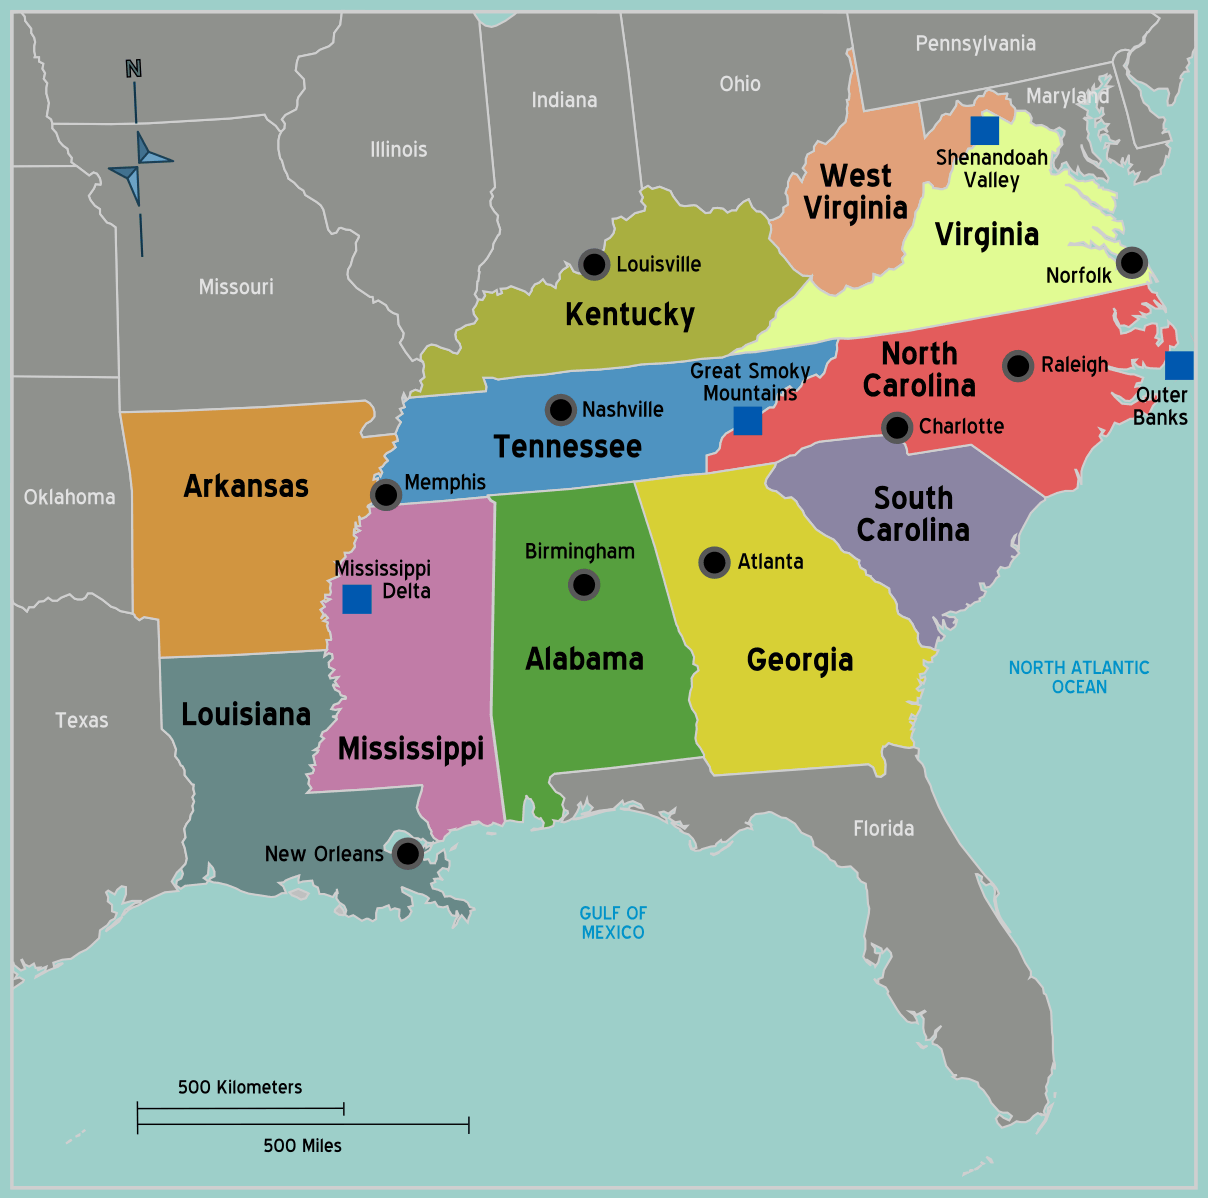 N
Pennsylvania
Ohio
Indiana
Maryland
Illinois
Shenandoah
Valley
West
Virginia
Virginia
Louisville
Norfolk
Missouri
Kentucky
North
Carolina
Raleigh
Great Smoky
Mountains
Outer
Banks
Nashville
Charlotte
Tennessee
Arkansas
Memphis
Oklahoma
South
Carolina
Birmingham
Atlanta
Mississippi
Delta
Alabama
Georgia
NORTH ATLANTIC
OCEAN
Texas
Louisiana
Mississippi
Florida
New Orleans
GULF OF
MEXICO
500 Kilometers
500 Miles